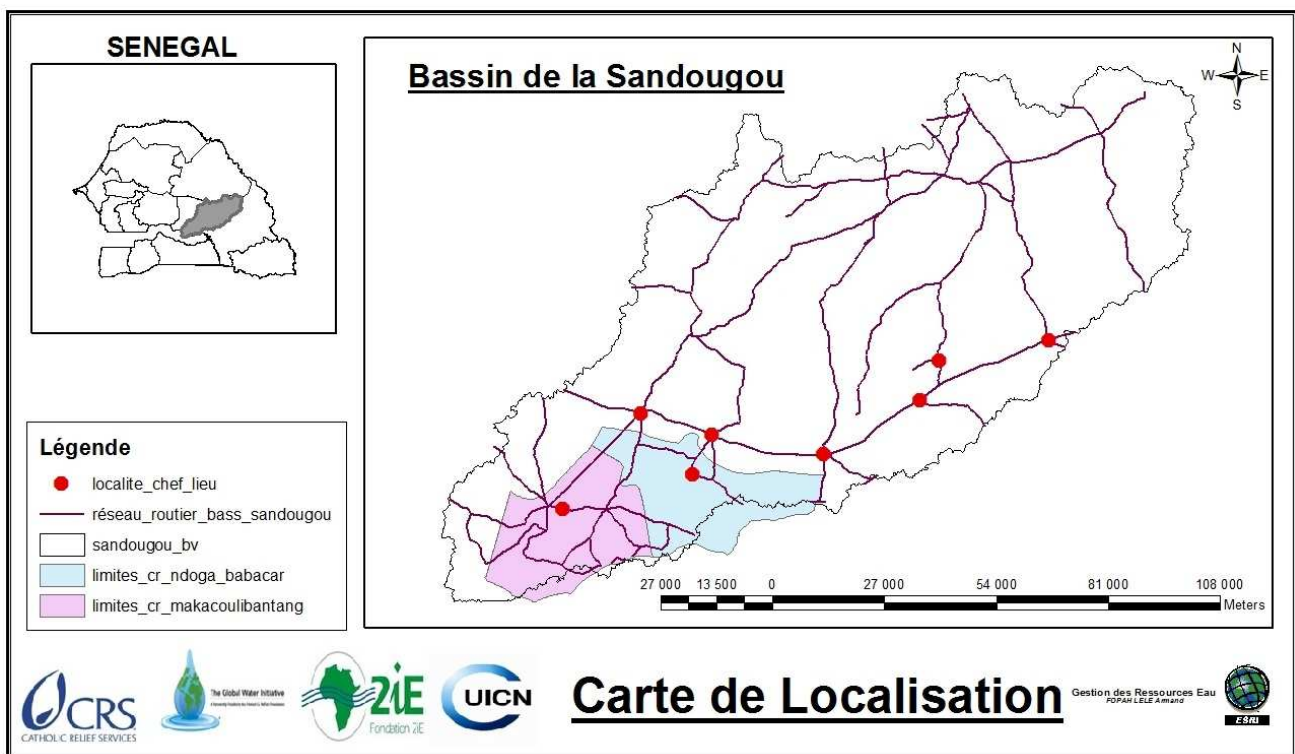 SENEGAL
Bassin de la Sandougou
N
W E
S
Légende
localite_chef_lieu
réseau_routier_bass_sandougou
sandougou_bv
limites_cr_ndoga_babacar
limites_cr_makacoulibantang
27 000 13 500 0 27 000 54 000 81 000 108 000
Meters
CRS
CATHOLIC RELIEF SERVICES
The Global Water Initiative
2iE
Fondation 2iE
UICN
Carte de Localisation
Gestion des Ressources Eau
FOPAH LELE Armand
ESRI